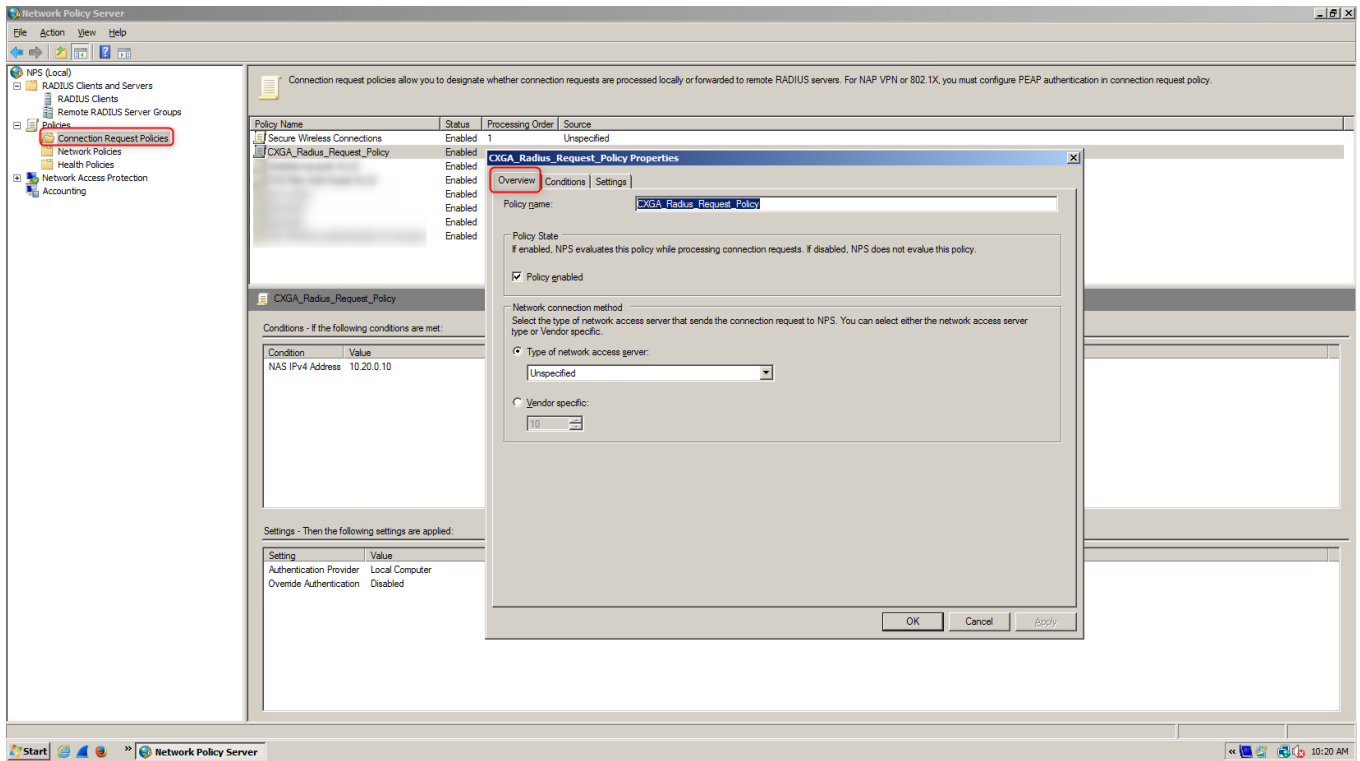 Network Policy Server
File Action View Help
NPS (Local)
RADIUS Clients and Servers
RADIUS Clients
Remote RADIUS Server Groups
Policies
Connection Request Policies
Network Policies
Health Policies
Network Access Protection
Accounting
Connection request policies allow you to designate whether connection requests are processed locally or forwarded to remote RADIUS servers. For NAP VPN or 802.1X, you must configure PEAP authentication in connection request policy.
Policy Name Status Processing Order Source
Secure Wireless Connections Enabled 1 Unspecified
CXGA_Radius_Request_Policy Enabled
Enabled
Enabled
Enabled
Enabled
Enabled
Enabled
CXGA_Radius_Request_Policy
Conditions - If the following conditions are met:
Condition Value
NAS IPv4 Address 10.20.0.10
Settings - Then the following settings are applied:
Setting Value
Authentication Provider Local Computer
Override Authentication Disabled
CXGA_Radius_Request_Policy Properties
Overview Conditions Settings
Policy name: CXGA_Radius_Request_Policy
Policy State
If enabled, NPS evaluates this policy while processing connection requests. If disabled, NPS does not evalue this policy.
Policy enabled
Network connection method
Select the type of network access server that sends the connection request to NPS. You can select either the network access server
type or Vendor specific.
Type of network access server:
Unspecified
Vendor specific:
10
OK Cancel Apply
Start » Network Policy Server « 10:20 AM